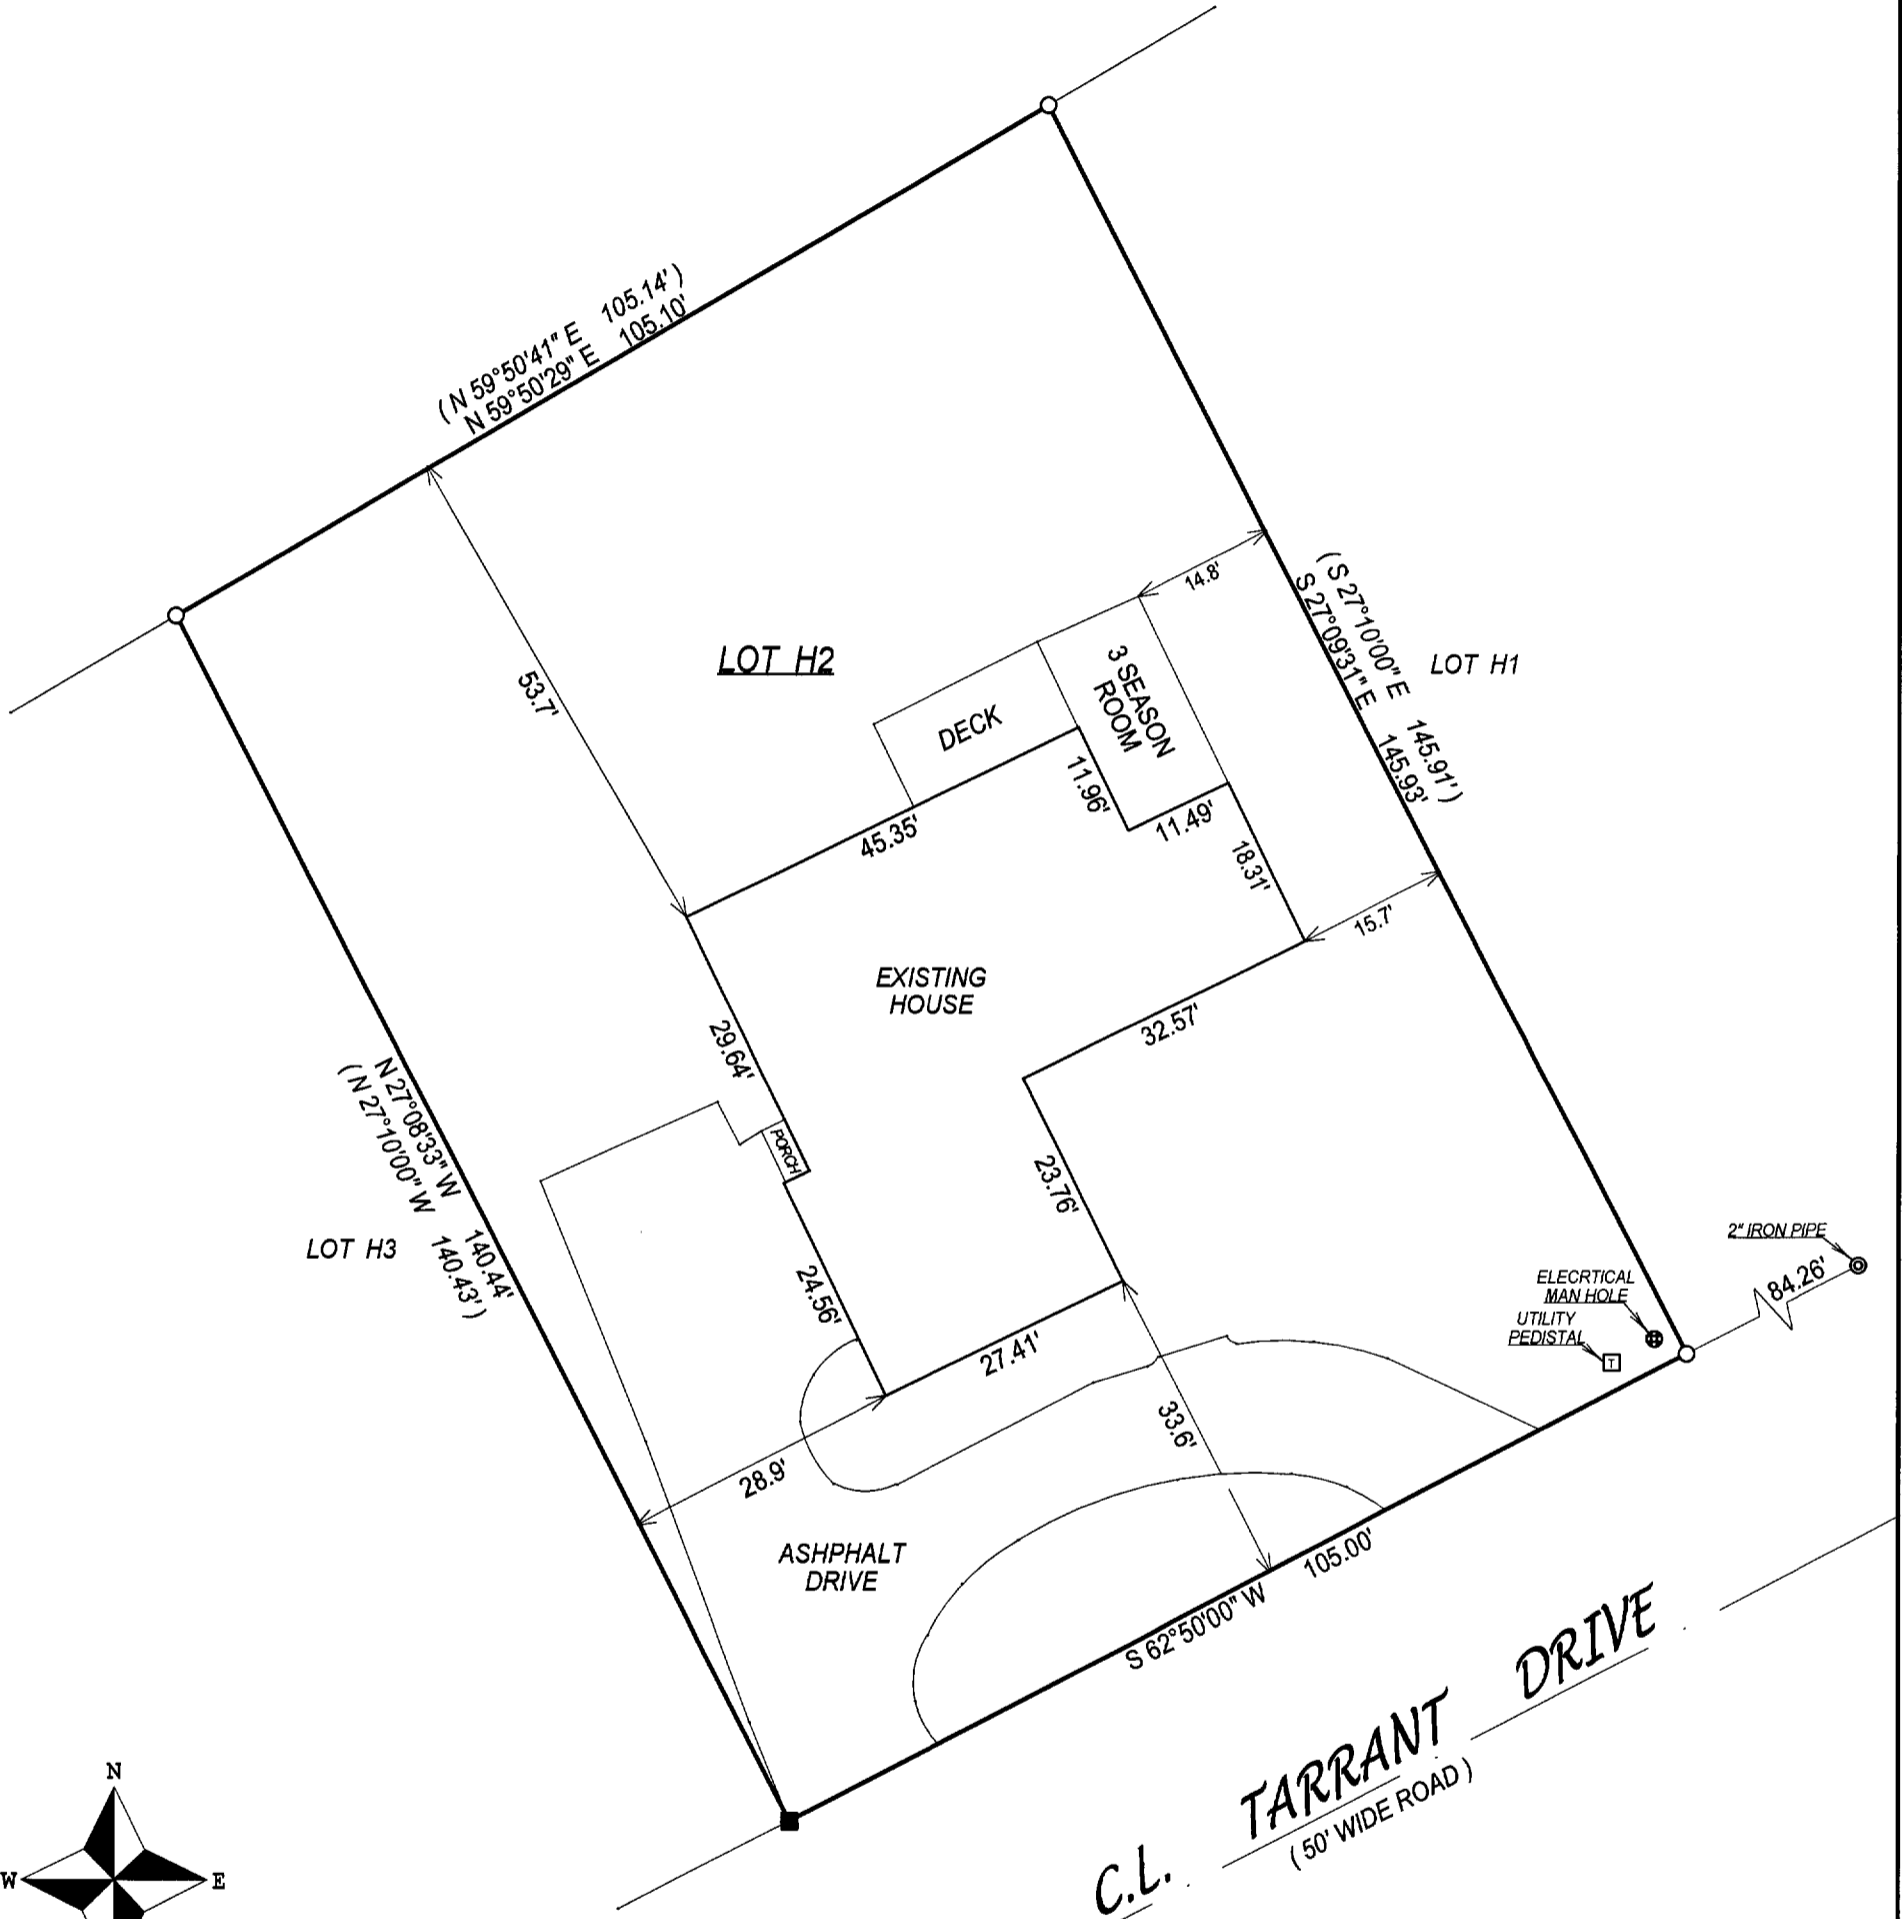 ( N 59°50'41" E 105.14' )
N 59°50'29" E 105.10'
14.8'
( S 27°10'00" E 145.91' )
S 27°09'31" E 145.93'
LOT H1
LOT H2
53.7'
3 SEASON
ROOM
DECK
11.96'
11.49'
45.35'
18.31'
15.7'
EXISTING
HOUSE
32.57'
29.64'
N 27°08'33" W 140.44'
( N 27°10'00" W 140.43' )
PORCH
23.76'
LOT H3
24.56'
2" IRON PIPE
84.26'
ELECRTICAL
MAN HOLE
UTILITY
PEDISTAL
T
27.41'
33.6'
28.9'
ASHPHALT
DRIVE
S 62°50'00" W 105.00'
C.L. TARRANT DRIVE
( 50' WIDE ROAD )
N
W
E